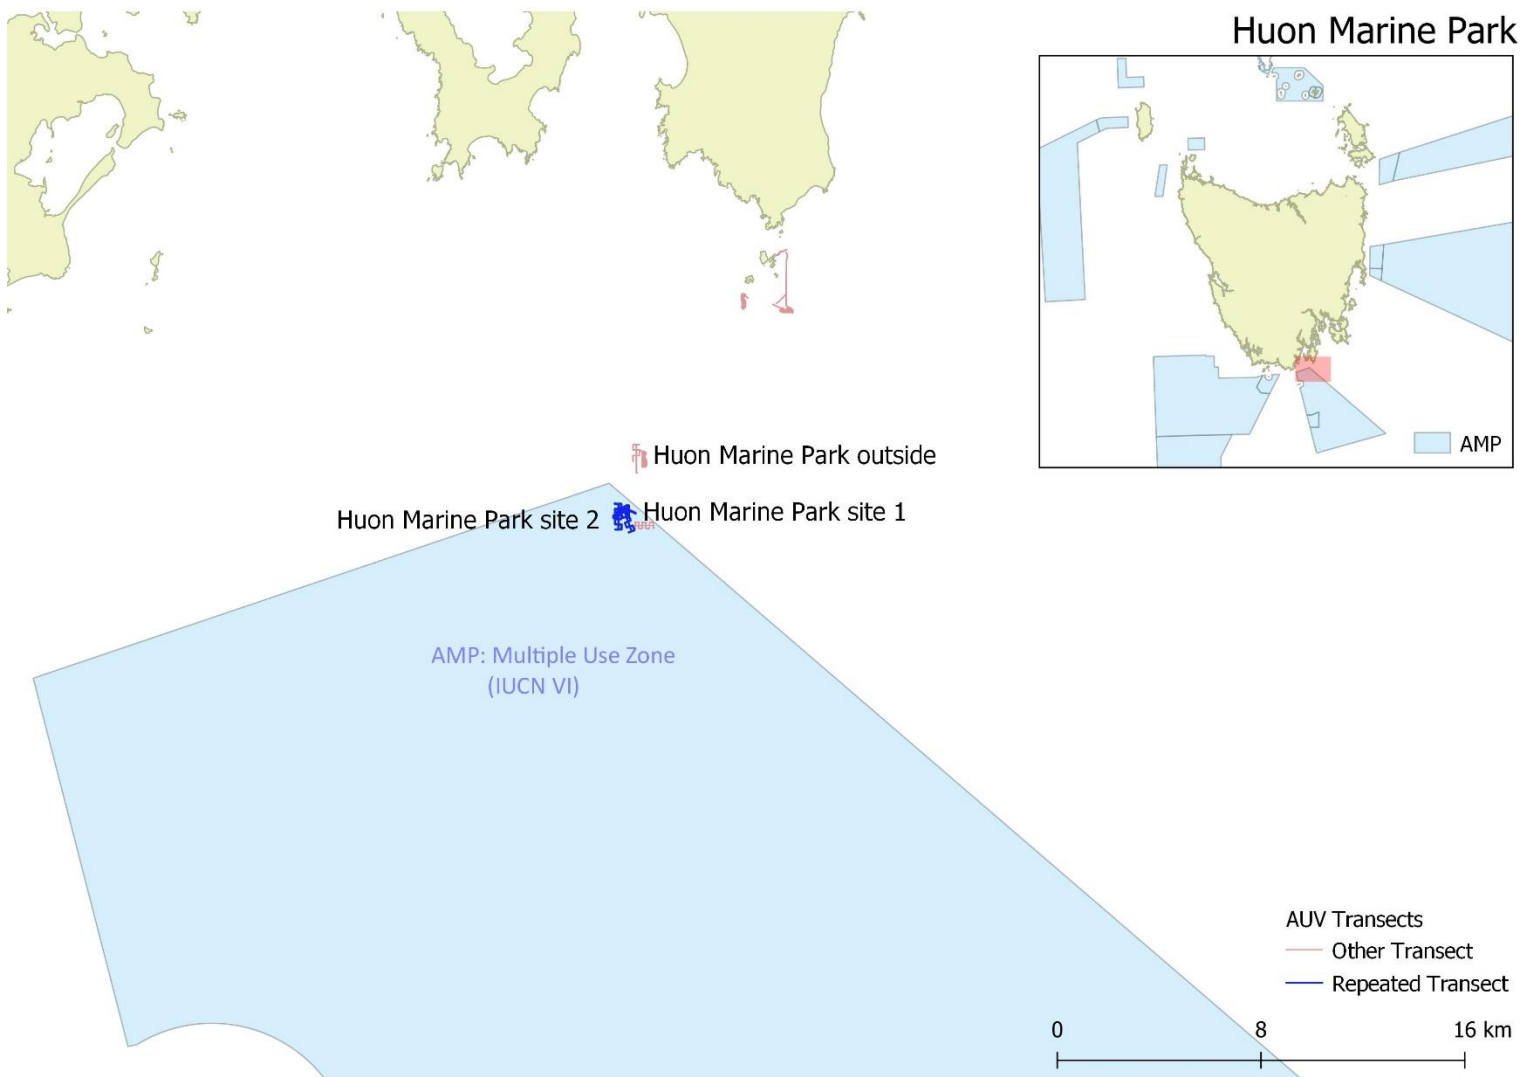 Huon Marine Park
AMP
Huon Marine Park outside
Huon Marine Park site 1
Huon Marine Park site 2
AMP: Multiple Use Zone
(IUCN VI)
AUV Transects
Other Transect
Repeated Transect
0 8 16 km